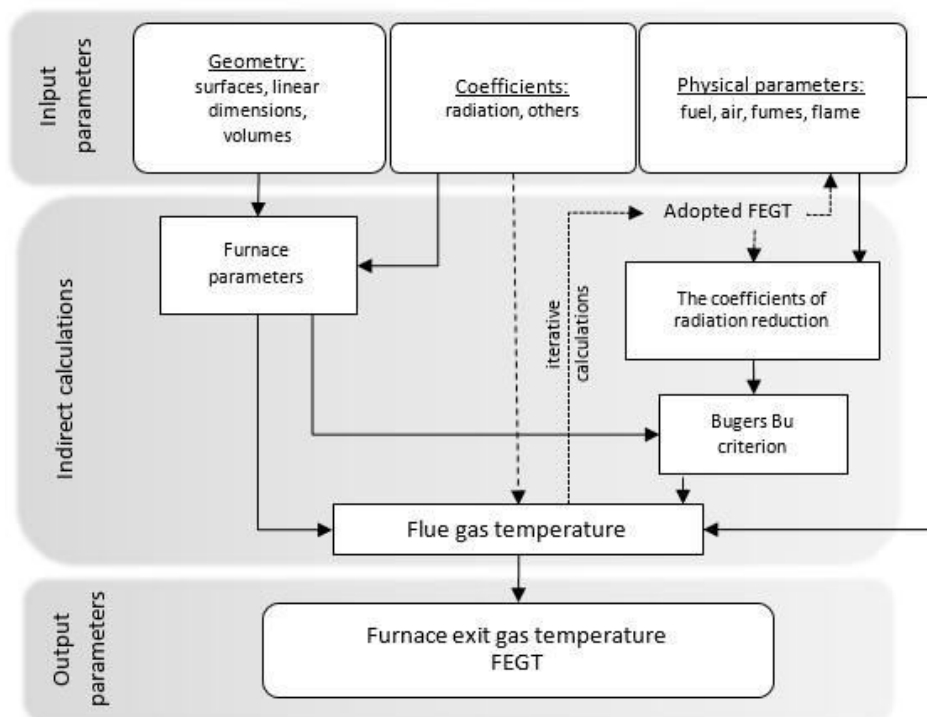 Inlput
parameters
Geometry:
surfaces, linear
dimensions,
volumes
Coefficients:
radiation, others
Physical parameters:
fuel, air, fumes, flame
Indirect calculations
Adopted FEGT
Furnace
parameters
iterative
calculations
The coefficients of
radiation reduction
Bugers Bu
criterion
Flue gas temperature
Output
parameters
Furnace exit gas temperature
FEGT